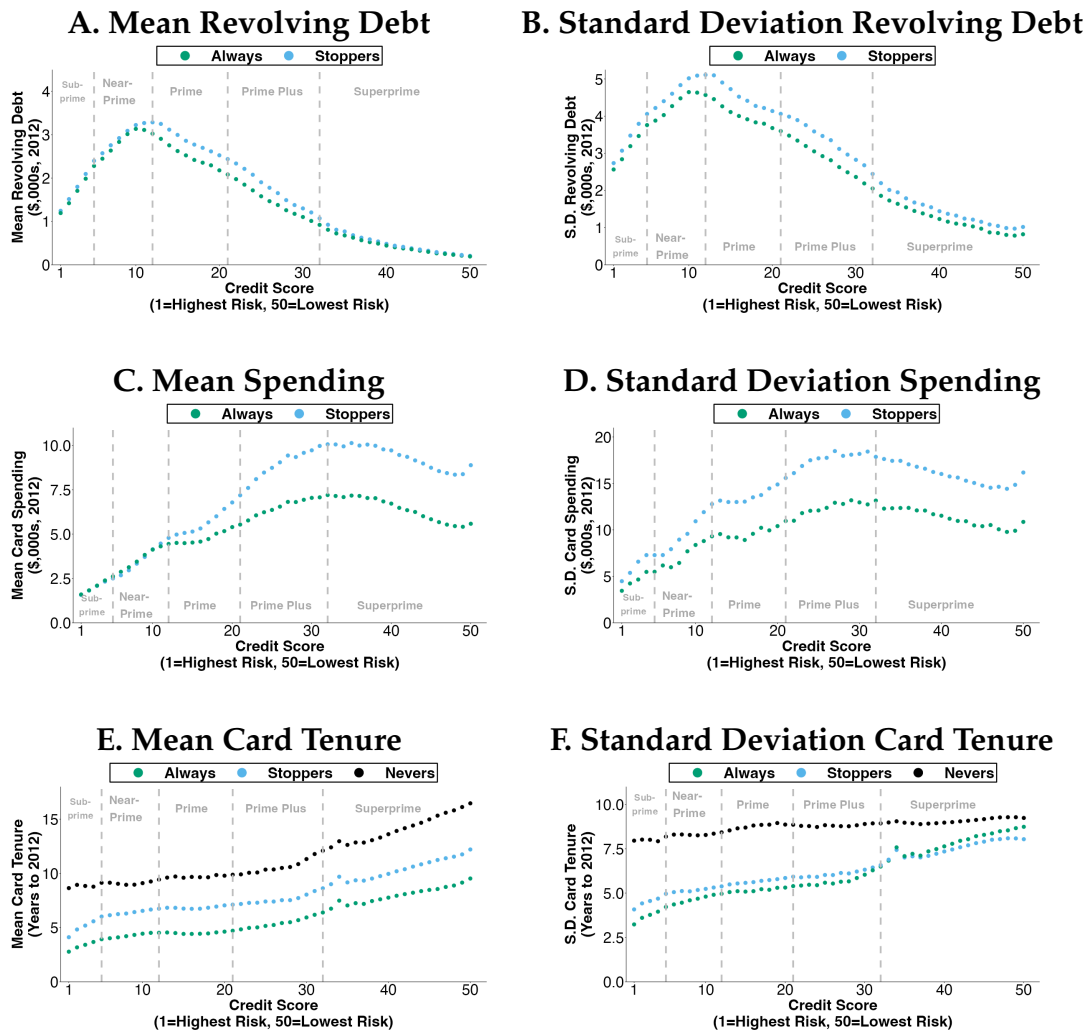 A. Mean Revolving Debt
Always Stoppers
Sub-
prime
Near-
Prime
Prime
Prime Plus
Superprime
Mean Revolving Debt
($,000s, 2012)
4
3
2
1
0
1 10 20 30 40 50
Credit Score
(1=Highest Risk, 50=Lowest Risk)
B. Standard Deviation Revolving Debt
Always Stoppers
S.D. Revolving Debt
($,000s, 2012)
5
4
3
2
1
0
Sub-
prime
Near-
Prime
Prime
Prime Plus
Superprime
1 10 20 30 40 50
Credit Score
(1=Highest Risk, 50=Lowest Risk)
C. Mean Spending
Always Stoppers
Mean Card Spending
($,000s, 2012)
10.0
7.5
5.0
2.5
0.0
Sub-
prime
Near-
Prime
Prime
Prime Plus
Superprime
1 10 20 30 40 50
Credit Score
(1=Highest Risk, 50=Lowest Risk)
D. Standard Deviation Spending
Always Stoppers
S.D. Card Spending
($,000s, 2012)
20
15
10
5
0
Sub-
prime
Near-
Prime
Prime
Prime Plus
Superprime
1 10 20 30 40 50
Credit Score
(1=Highest Risk, 50=Lowest Risk)
E. Mean Card Tenure
Always Stoppers Nevers
Sub-
prime
Near-
Prime
Prime
Prime Plus
Superprime
Mean Card Tenure
(Years to 2012)
15
10
5
0
1 10 20 30 40 50
Credit Score
(1=Highest Risk, 50=Lowest Risk)
F. Standard Deviation Card Tenure
Always Stoppers Nevers
Sub-
prime
Near-
Prime
Prime
Prime Plus
Superprime
S.D. Card Tenure
(Years to 2012)
10.0
7.5
5.0
2.5
0.0
1 10 20 30 40 50
Credit Score
(1=Highest Risk, 50=Lowest Risk)